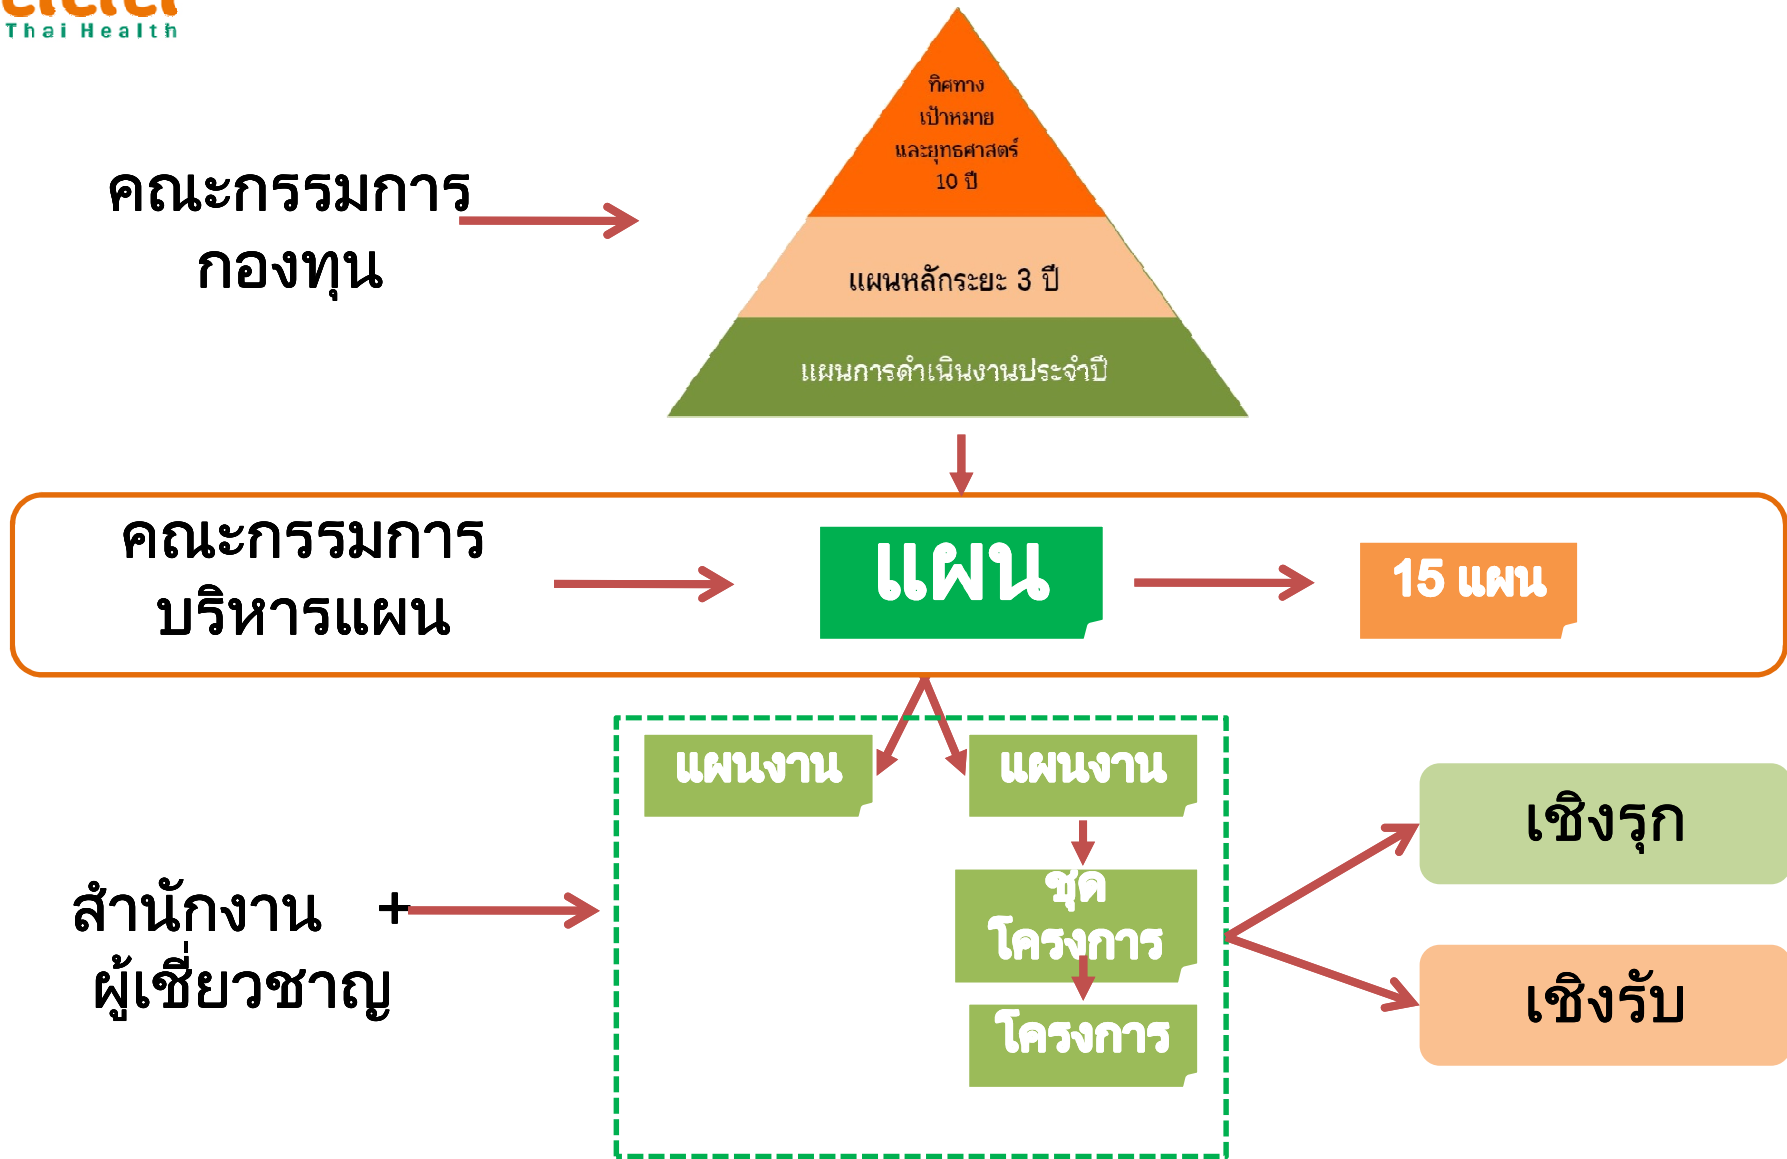 Thai Health
ทิศทาง
เป้าหมาย
และยุทธศาสตร์
10 ปี
คณะกรรมการ
กองทุน
แผนหลักระยะ 3 ปี
แผนการดำเนินงานประจำปี
คณะกรรมการ
บริหารแผน
แผน
15 แผน
แผนงาน
แผนงาน
ชุด
โครงการ
โครงการ
สำนักงาน +
ผู้เชี่ยวชาญ
เชิงรุก
เชิงรับ